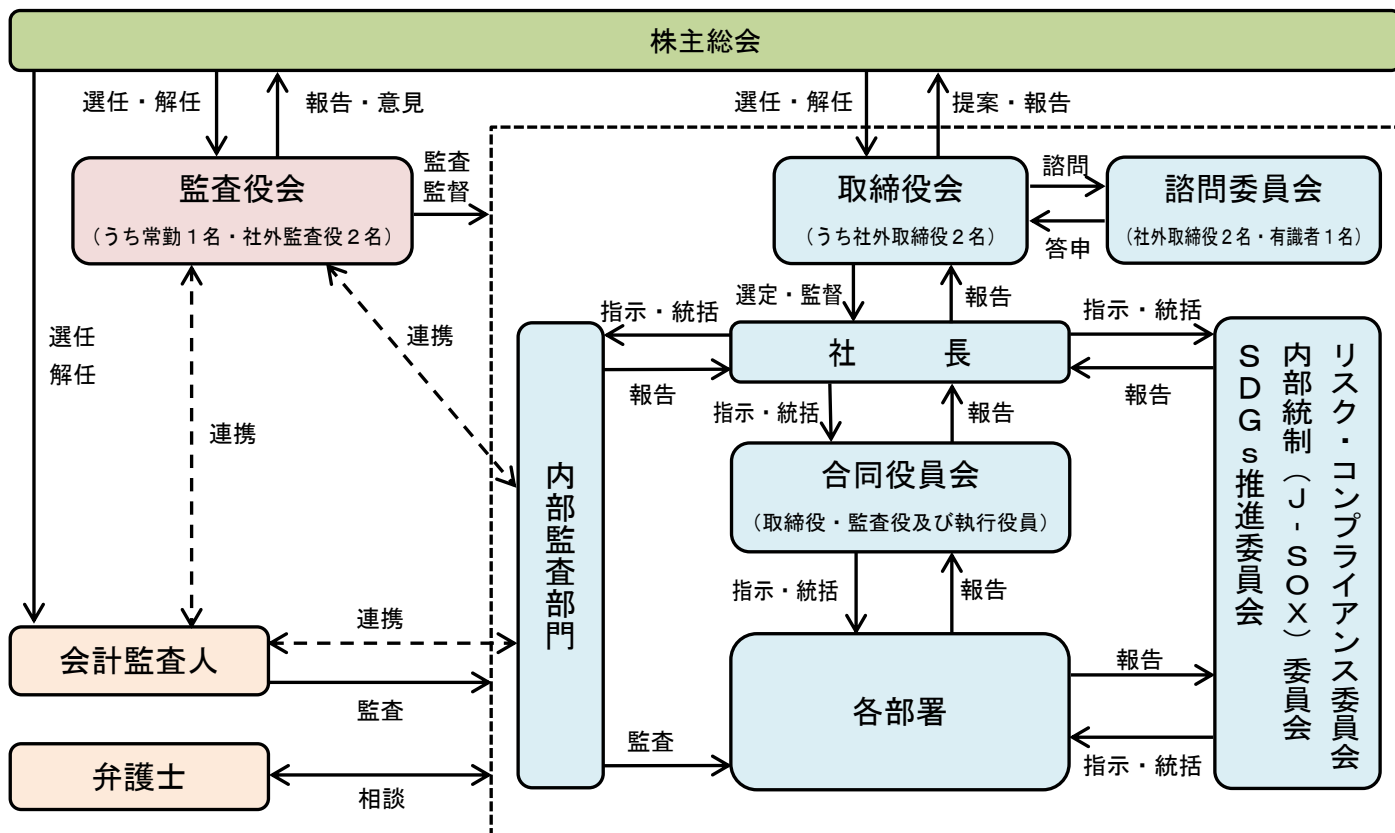 株主総会
選任・解任
報告・意見
選任・解任
提案・報告
監査
監督
監査役会
(うち常勤1名・社外監査役2名)
取締役会
(うち社外取締役2名)
諮問
答申
諮問委員会
(社外取締役2名・有識者1名)
選定・監督
報告
指示・統括
指示・統括
社 長
報告
報告
連携
選任
解任
連携
指示・統括
報告
合同役員会
(取締役・監査役及び執行役員)
内部監査部門
リスク・コンプライアンス委員会
内部統制(J-SOX)委員会
SDGs推進委員会
指示・統括
報告
連携
会計監査人
監査
各部署
報告
指示・統括
監査
弁護士
相談